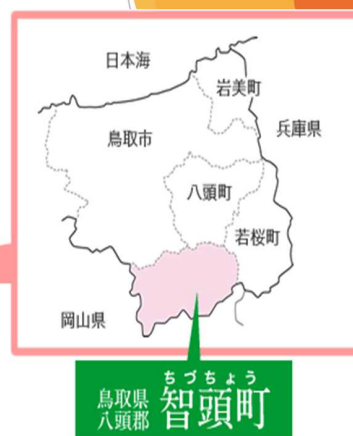 日本海
岩美町
兵庫県
鳥取市
八頭町
若桜町
岡山県
ちづちょう
鳥取県
八頭郡
智頭町